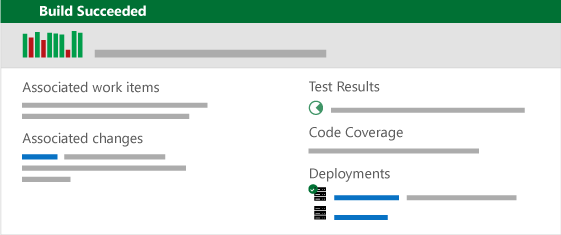 Build Succeeded
Associated work items
Associated changes
Test Results
Code Coverage
Deployments